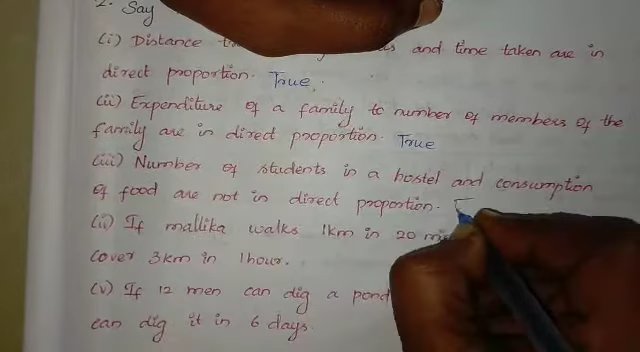 2. Say
(i) Distance and time taken are in
direct proportion. True.
(ii) Expenditure of a family to number of members of the
family are in direct proportion. True
(iii) Number of students in a hostel and consumption
of food are not in direct proportion. F
(iv) If mallika walks 1km in 20
cover 3km in 1hour.
(v) If 12 men can dig a pond
can dig it in 6 days.